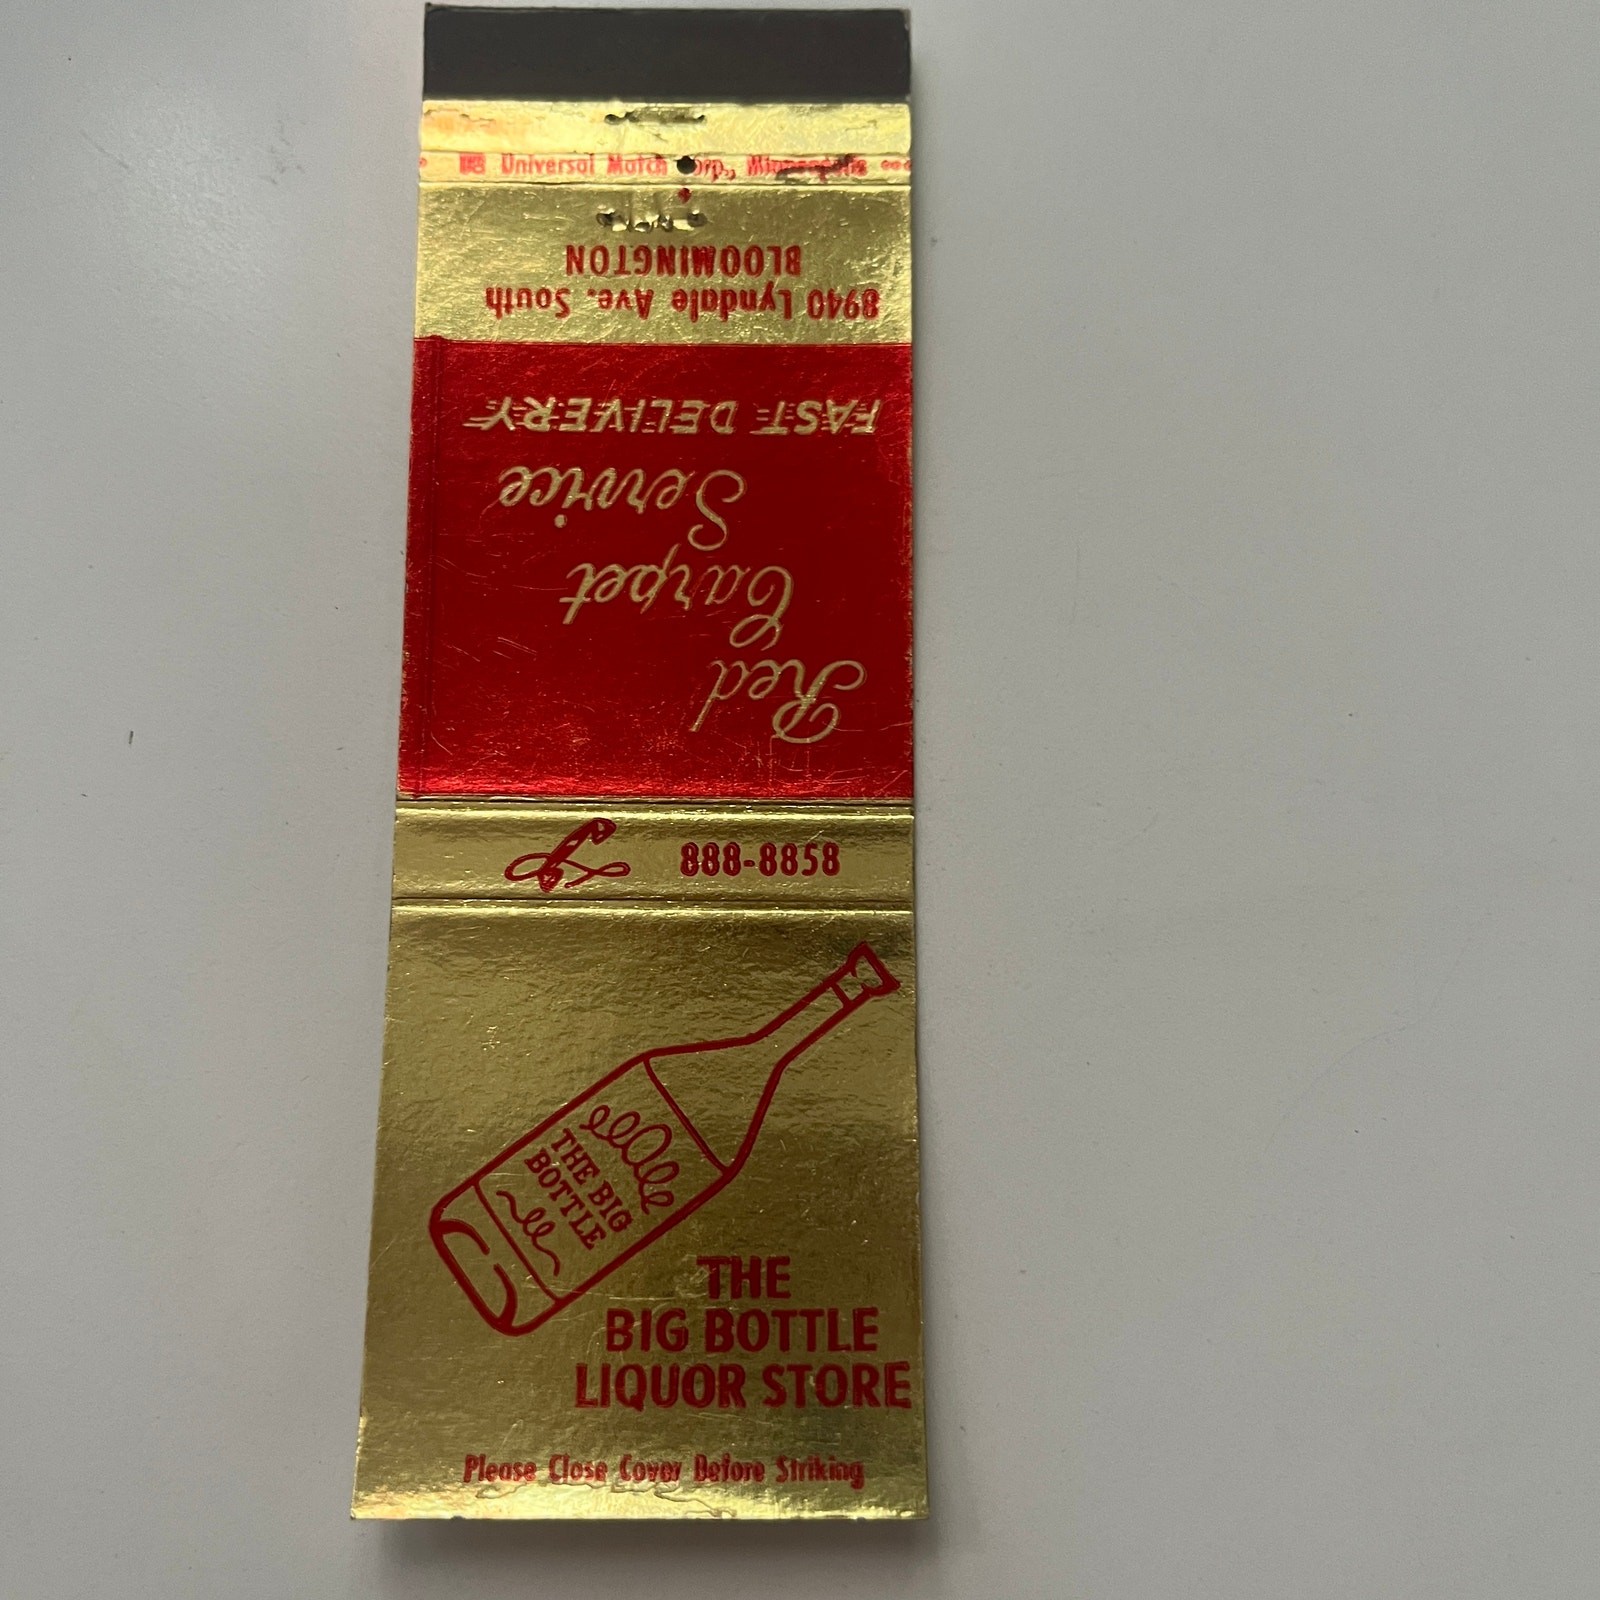 Universal Match Corp., Minneapolis
8940 Lyndale Ave. South
BLOOMINGTON
Red
Carpet
Service
FAST DELIVERY
888-8858
THE BIG
BOTTLE
THE
BIG BOTTLE
LIQUOR STORE
Please Close Cover Before Striking